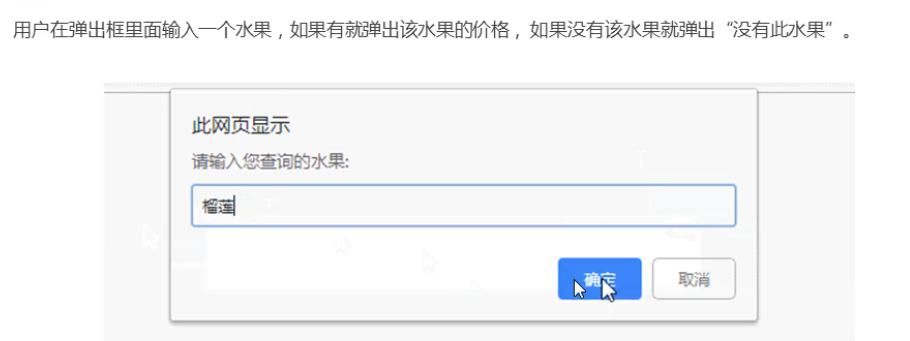 用户在弹出框里面输入一个水果，如果有就弹出该水果的价格， 如果没有该水果就弹出“没有此水果”。
此网页显示
请输入您查询的水果:
榴莲
确定
取消